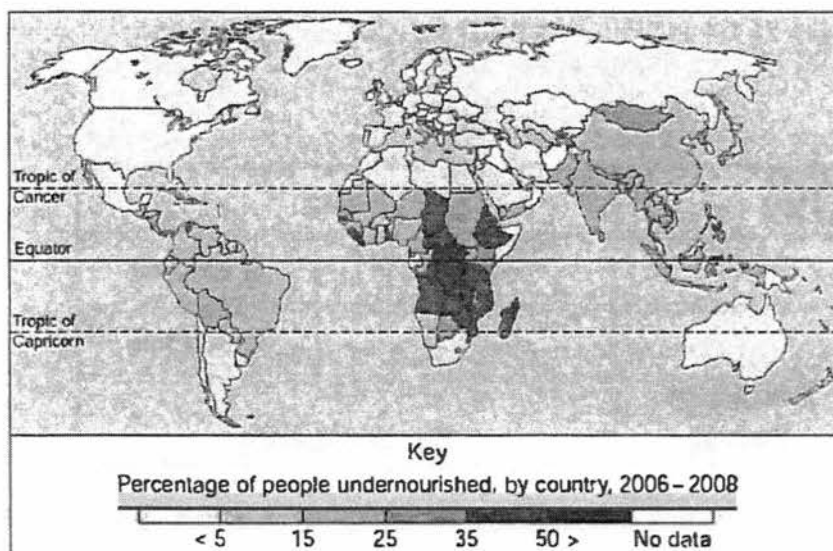 Tropic of
Cancer
Equator
Tropic of
Capricorn
Key
Percentage of people undernourished, by country, 2006–2008
< 5 15 25 35 50 > No data